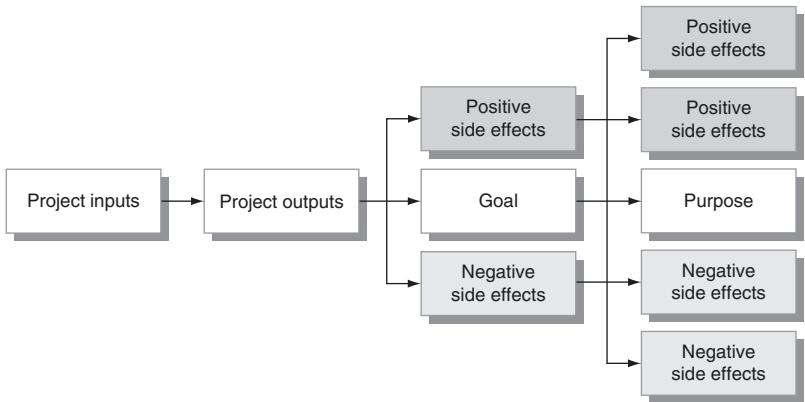 Project inputs
Project outputs
Positive
side effects
Goal
Negative
side effects
Positive
side effects
Positive
side effects
Purpose
Negative
side effects
Negative
side effects